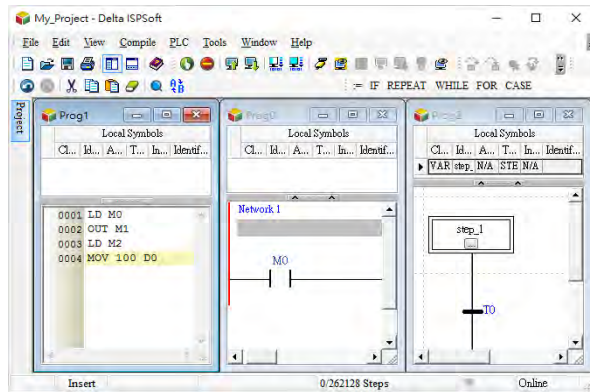 My_Project - Delta ISPSoft
File Edit View Compile PLC Tools Window Help
:= IF REPEAT WHILE FOR CASE
Project
Prog1
Local Symbols
Cl... Id... A... T... In... Identif...
0001 LD M0
0002 OUT M1
0003 LD M2
0004 MOV 100 D0
Local Symbols
Cl... Id... A... T... In... Identif...
Network 1
M0
Local Symbols
Cl... Id... A... T... In... Identif...
VAR step_ N/A STE N/A
step_1
T0
Insert 0/262128 Steps Online